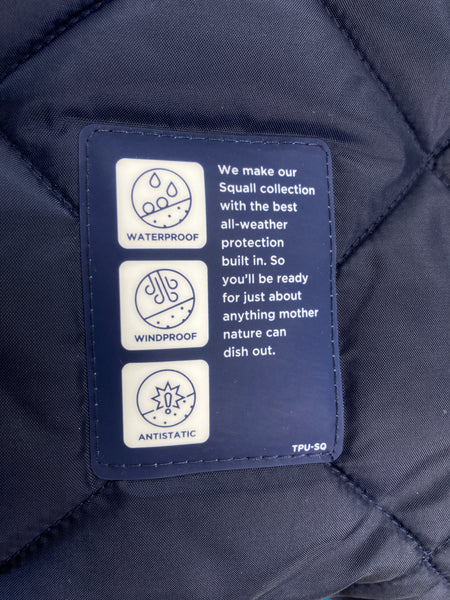 WATERPROOF
WINDPROOF
ANTISTATIC
We make our
Squall collection
with the best
all-weather
protection
built in. So
you'll be ready
for just about
anything mother
nature can
dish out.
TPU-SQ